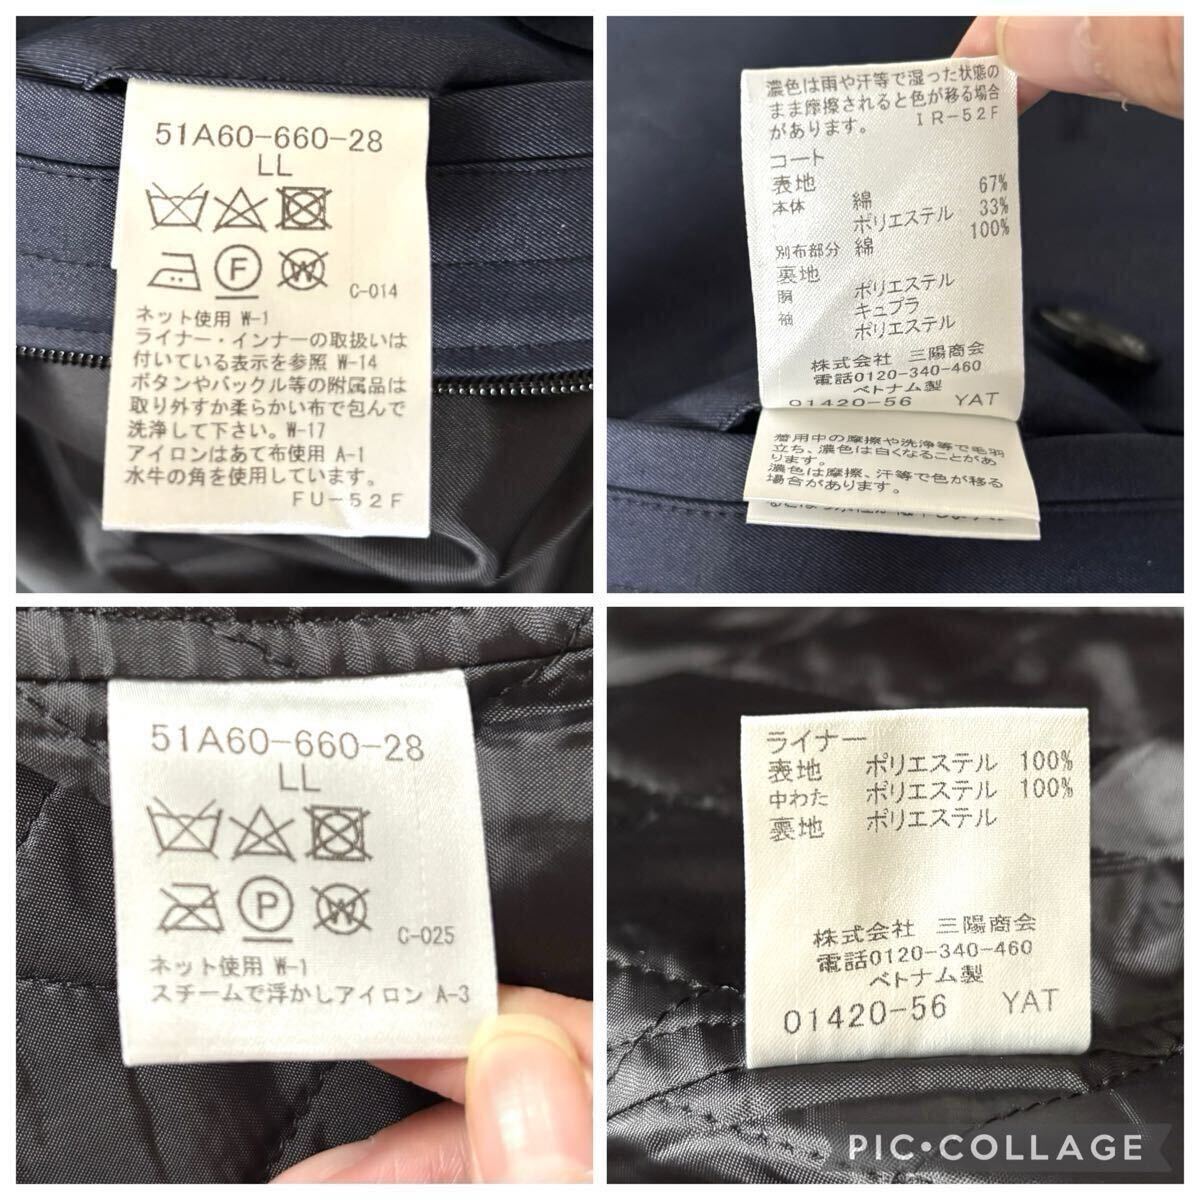 51A60-660-28
LL
F W
C-014
ネット使用 W-1
ライナー・インナーの取扱いは
付いている表示を参照 W-14
ボタンやバックル等の附属品は
取り外すか柔らかい布で包んで
洗浄して下さい。W-17
アイロンはあて布使用 A-1
水牛の角を使用しています。
FU-52F
濃色は雨や汗等で湿った状態の
まま摩擦されると色が移る場合
があります。 IR-52F
コート
表地
本体 綿 67%
ポリエステル 33%
別布部分 綿 100%
裏地
胴 ポリエステル
キュプラ
袖 ポリエステル
株式会社 三陽商会
電話0120-340-460
ベトナム製
01420-56 YAT
着用中の摩擦や洗浄等で毛羽
立ち、濃色は白くなることがあ
ります。
濃色は摩擦、汗等で色が移る
場合があります。
51A60-660-28
LL
P W
C-025
ネット使用 W-1
スチームで浮かしアイロン A-3
ライナー
表地 ポリエステル 100%
中わた ポリエステル 100%
裏地 ポリエステル
株式会社 三陽商会
電話0120-340-460
ベトナム製
01420-56 YAT
PIC•COLLAGE